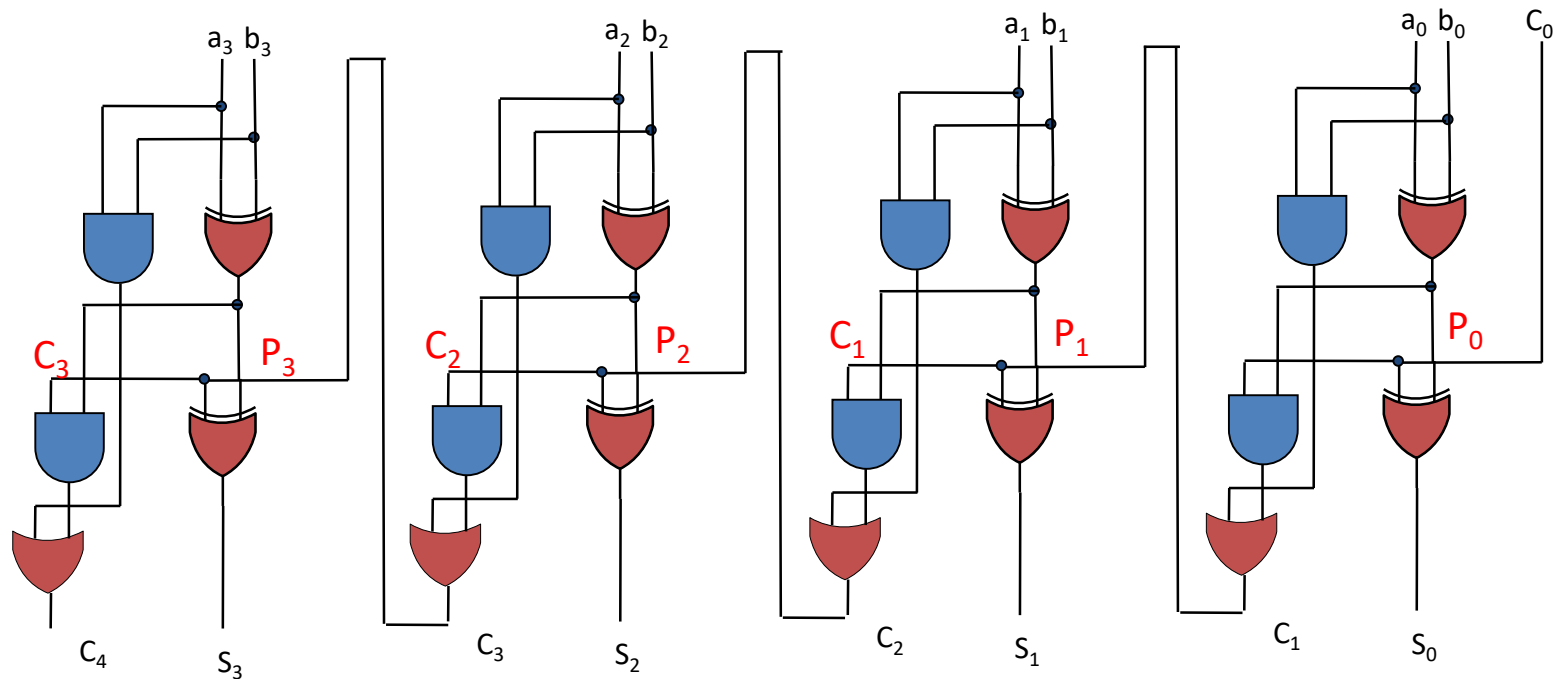 a₃ b₃ a₂ b₂ a₁ b₁ a₀ b₀ C₀
C₃ P₃ C₂ P₂ C₁ P₁ P₀
C₄ S₃ C₃ S₂ C₂ S₁ C₁ S₀